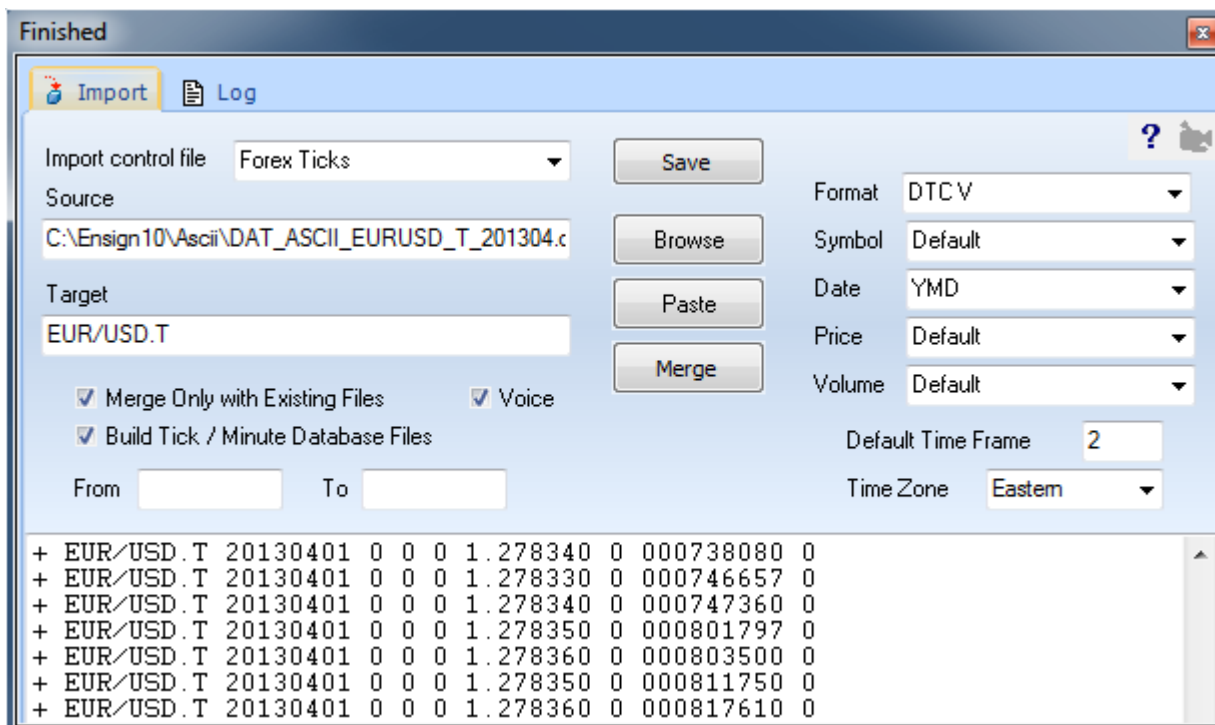 Finished
Import Log
Import control file Forex Ticks Save
Source
C:\Ensign10\Ascii\DAT_ASCII_EURUSD_T_201304.c Browse
Target
EUR/USD.T
Paste
Merge
Merge Only with Existing Files Voice
Build Tick / Minute Database Files
From To
?
Format DTCV
Symbol Default
Date YMD
Price Default
Volume Default
Default Time Frame 2
Time Zone Eastern
+ EUR/USD.T 20130401 0 0 0 1.278340 0 000738080 0
+ EUR/USD.T 20130401 0 0 0 1.278330 0 000746657 0
+ EUR/USD.T 20130401 0 0 0 1.278340 0 000747360 0
+ EUR/USD.T 20130401 0 0 0 1.278350 0 000801797 0
+ EUR/USD.T 20130401 0 0 0 1.278360 0 000803500 0
+ EUR/USD.T 20130401 0 0 0 1.278350 0 000811750 0
+ EUR/USD.T 20130401 0 0 0 1.278360 0 000817610 0